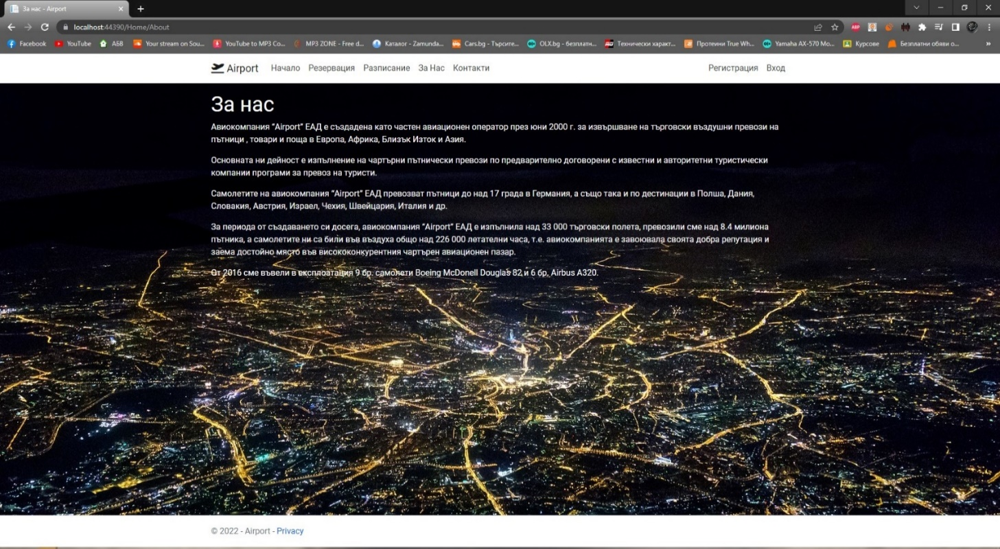 За нас - Airport
localhost:44390/Home/About
Facebook YouTube АБВ Your stream on Sou... YouTube to MP3 Co... MP3 ZONE - Free d... Каталог - Zamunda... Cars.bg - Търсите... OLX.bg - безплатн... Технически характ... Протеини True Wh... Yamaha AX-570 Mo... Курсове Безплатни обяви о...
Airport Начало Резервация Разписание За Нас Контакти Регистрация Вход
За нас
Авиокомпания “Airport” ЕАД е създадена като частен авиационен оператор през юни 2000 г. за извършване на търговски въздушни превози на
пътници , товари и поща в Европа, Африка, Близък Изток и Азия.
Основната ни дейност е изпълнение на чартърни пътнически превози по предварително договорени с известни и авторитетни туристически
компании програми за превоз на туристи.
Самолетите на авиокомпания “Airport” ЕАД превозват пътници до над 17 града в Германия, а също така и по дестинации в Полша, Дания,
Словакия, Австрия, Израел, Чехия, Швейцария, Италия и др.
За периода от създаването си досега, авиокомпания “Airport” ЕАД е изпълнила над 33 000 търговски полета, превозили сме над 8.4 милиона
пътника, а самолетите ни са били във въздуха общо над 226 000 летателни часа, т.е. авиокомпанията е завоювала своята добра репутация и
заема достойно място във висококонкурентния чартърен авиационен пазар.
От 2016 сме въвели в експлоатация 9 бр. самолети Boeing McDonell Douglas 82 и 6 бр. Airbus A320.
© 2022 - Airport - Privacy